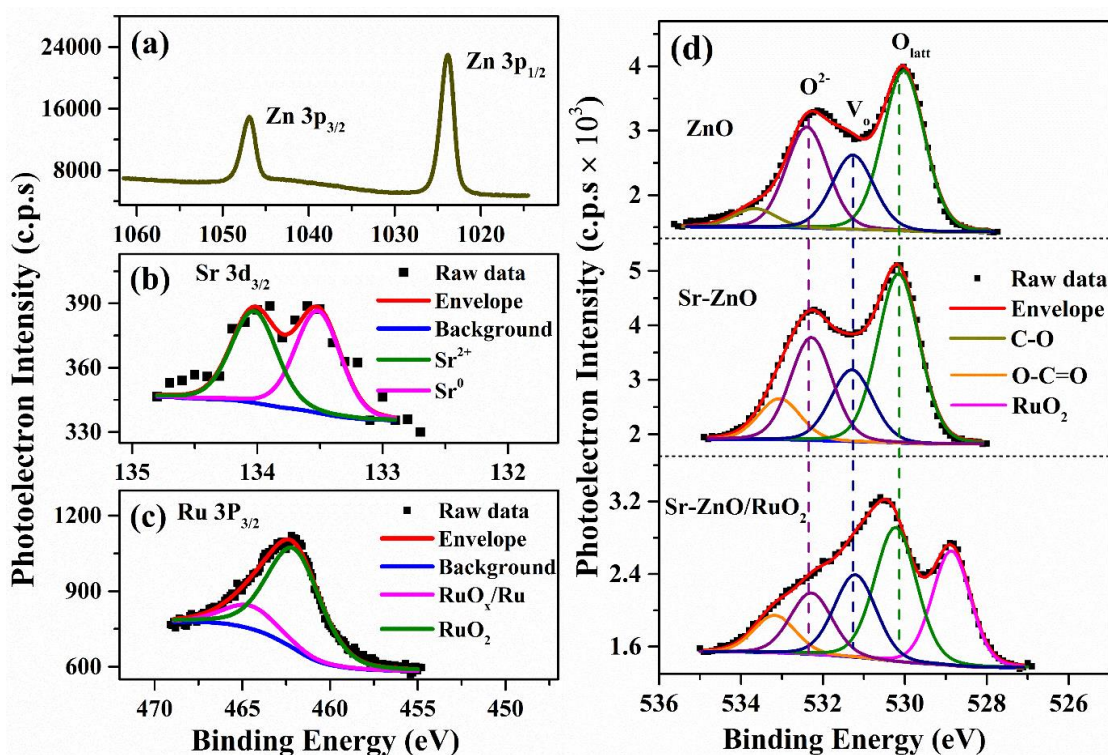 Photoelectron Intensity (c.p.s)
(a)
24000
16000
8000
Zn 3p3/2
Zn 3p1/2
1060 1050 1040 1030 1020
(b)
Sr 3d3/2
390
360
330
Raw data
Envelope
Background
Sr2+
Sr0
135 134 133 132
(c)
Ru 3P3/2
1200
900
600
Raw data
Envelope
Background
RuOx/Ru
RuO2
470 465 460 455 450
Binding Energy (eV)
Photoelectron Intensity (c.p.s × 10³)
(d)
Olatt
O2-
Vo
ZnO
4
3
2
Sr-ZnO
5
4
3
2
Raw data
Envelope
C-O
O-C=O
RuO2
Sr-ZnO/RuO2
3.2
2.4
1.6
536 534 532 530 528 526
Binding Energy (eV)